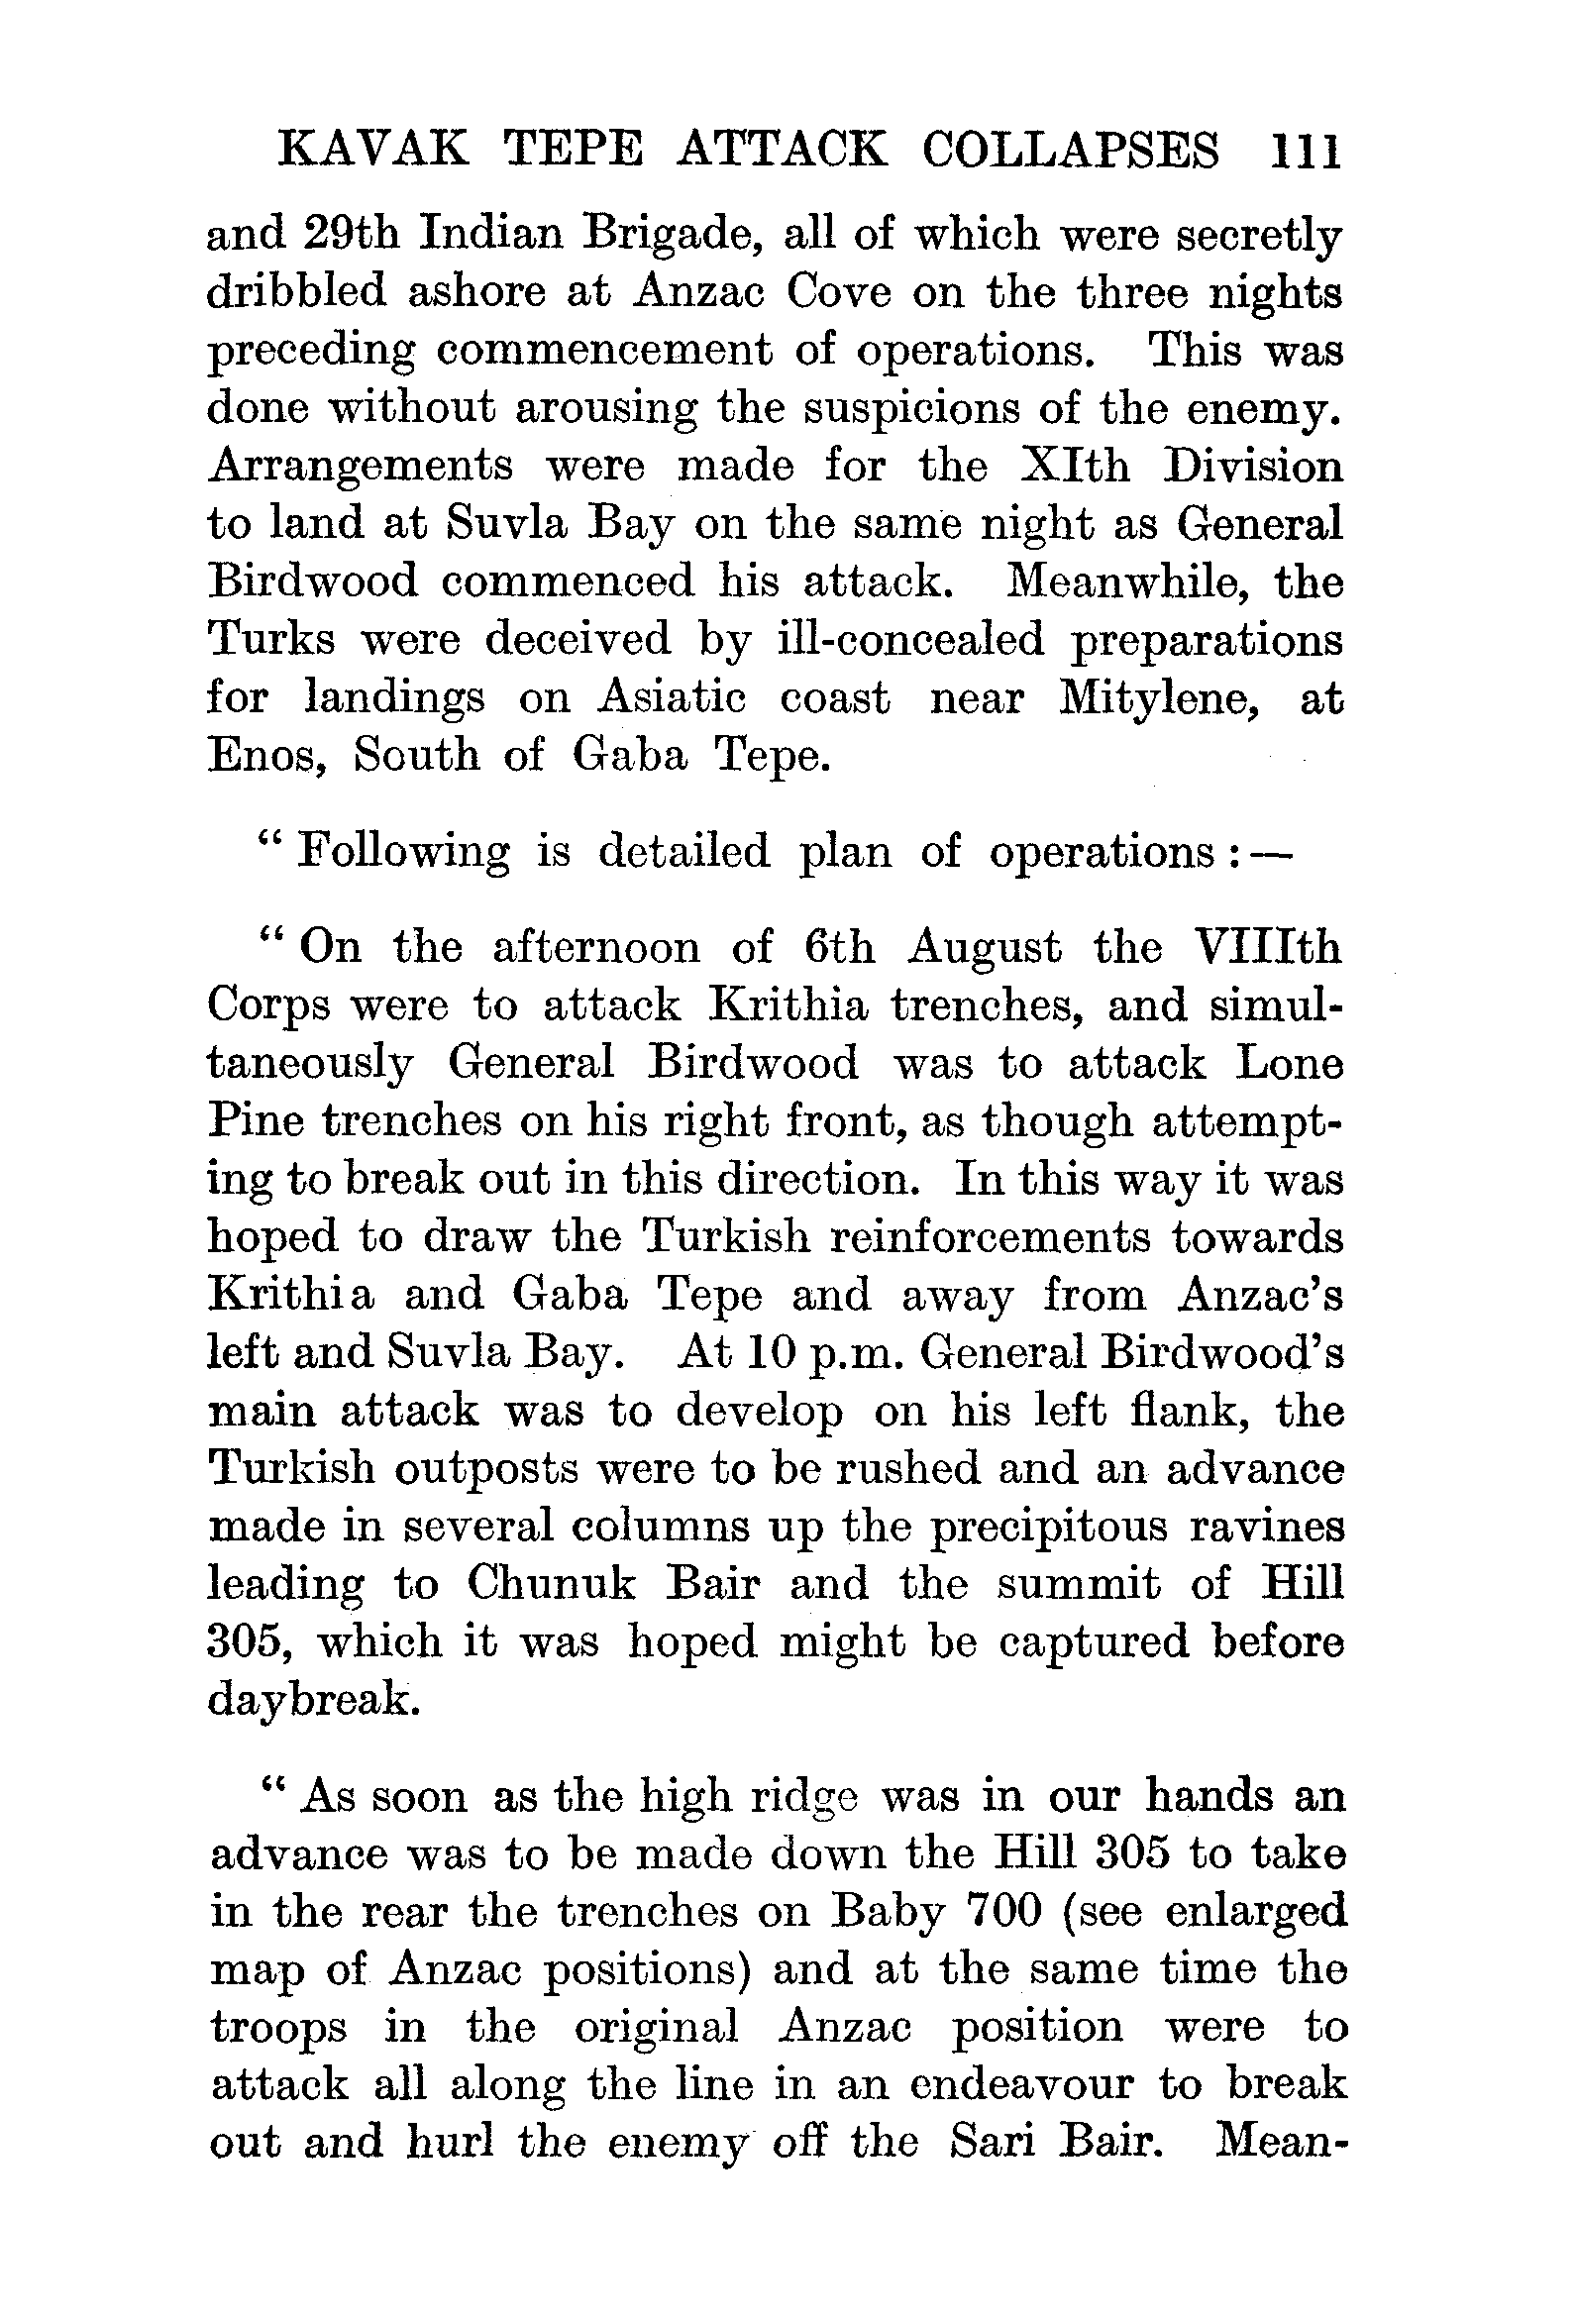 KAVAK TEPE ATTACK COLLAPSES 111
and 29th Indian Brigade, all of which were secretly
dribbled ashore at Anzac Cove on the three nights
preceding commencement of operations. This was
done without arousing the suspicions of the enemy.
Arrangements were made for the XIth Division
to land at Suvla Bay on the same night as General
Birdwood commenced his attack. Meanwhile, the
Turks were deceived by ill-concealed preparations
for landings on Asiatic coast near Mitylene, at
Enos, South of Gaba Tepe.
“ Following is detailed plan of operations :—
“ On the afternoon of 6th August the VIIIth
Corps were to attack Krithia trenches, and simul-
taneously General Birdwood was to attack Lone
Pine trenches on his right front, as though attempt-
ing to break out in this direction. In this way it was
hoped to draw the Turkish reinforcements towards
Krithia and Gaba Tepe and away from Anzac’s
left and Suvla Bay. At 10 p.m. General Birdwood’s
main attack was to develop on his left flank, the
Turkish outposts were to be rushed and an advance
made in several columns up the precipitous ravines
leading to Chunuk Bair and the summit of Hill
305, which it was hoped might be captured before
daybreak.
“ As soon as the high ridge was in our hands an
advance was to be made down the Hill 305 to take
in the rear the trenches on Baby 700 (see enlarged
map of Anzac positions) and at the same time the
troops in the original Anzac position were to
attack all along the line in an endeavour to break
out and hurl the enemy off the Sari Bair. Mean-